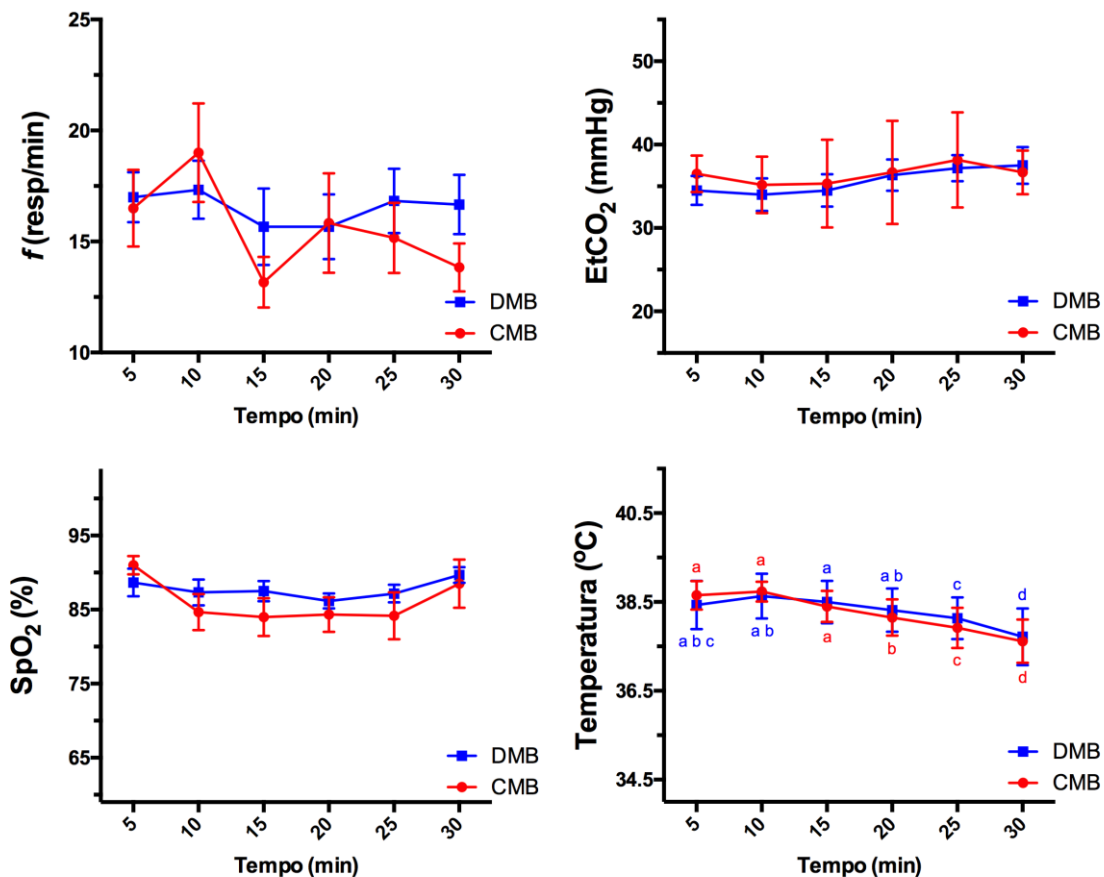 f (resp/min)
25
20
15
10
5 10 15 20 25 30
Tempo (min)
DMB
CMB
EtCO2 (mmHg)
50
40
30
20
5 10 15 20 25 30
Tempo (min)
DMB
CMB
SpO2 (%)
95
85
75
65
5 10 15 20 25 30
Tempo (min)
DMB
CMB
Temperatura (ºC)
40.5
38.5
36.5
34.5
a a a a b c d
a b c a b a b c d
5 10 15 20 25 30
Tempo (min)
DMB
CMB